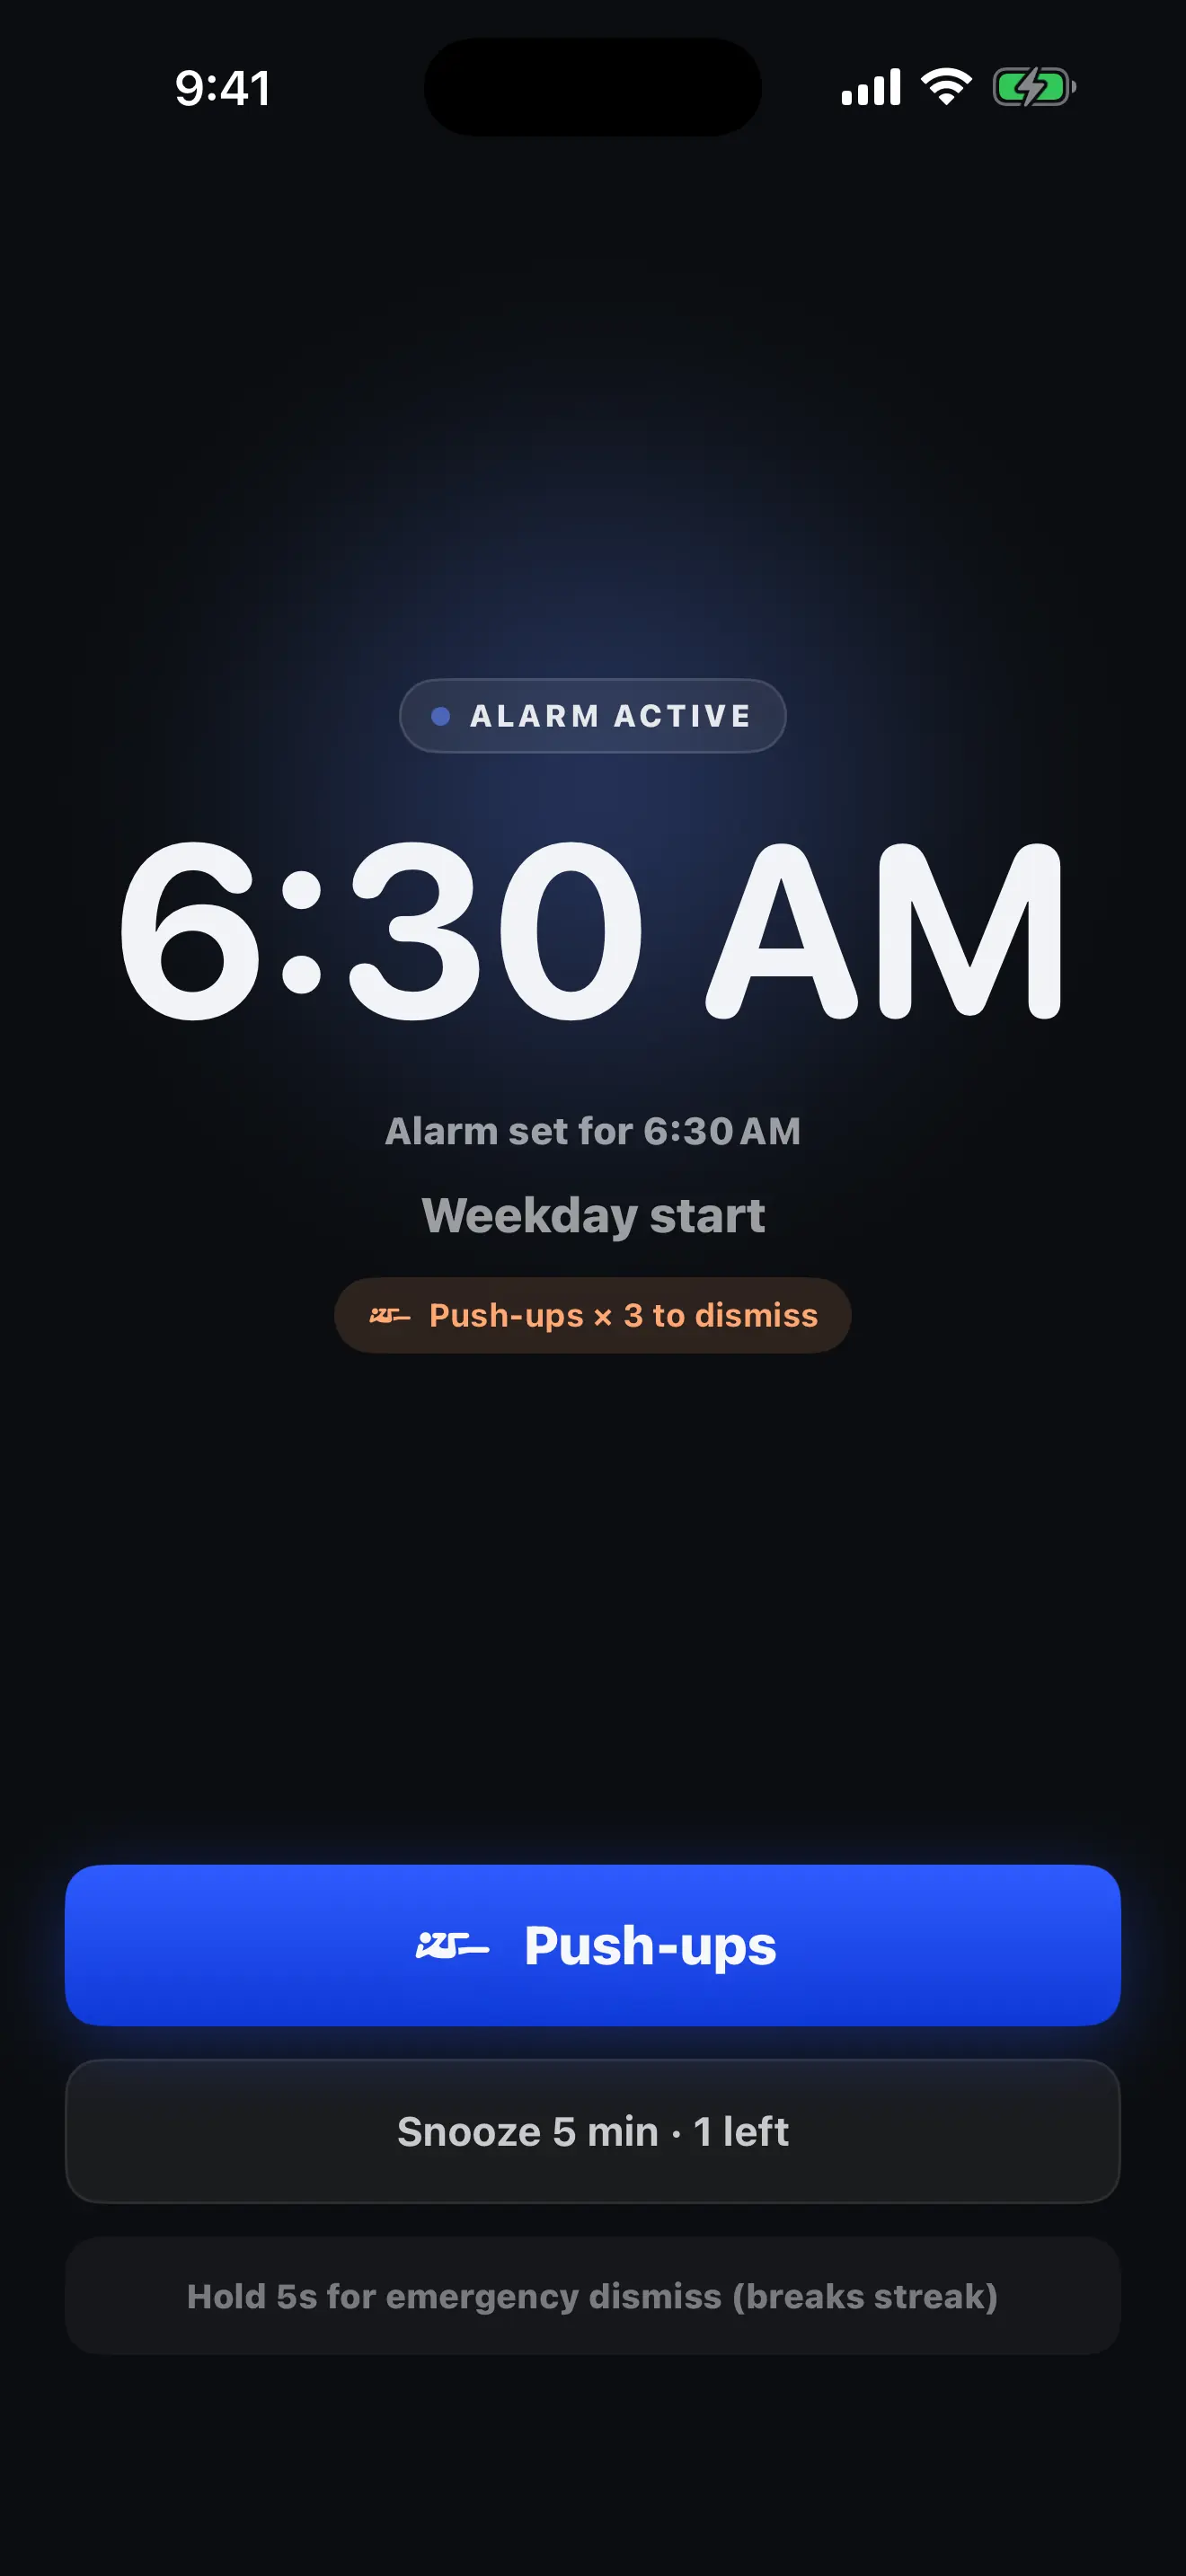 9:41
ALARM ACTIVE
6:30 AM
Alarm set for 6:30 AM
Weekday start
Push-ups × 3 to dismiss
Push-ups
Snooze 5 min · 1 left
Hold 5s for emergency dismiss (breaks streak)